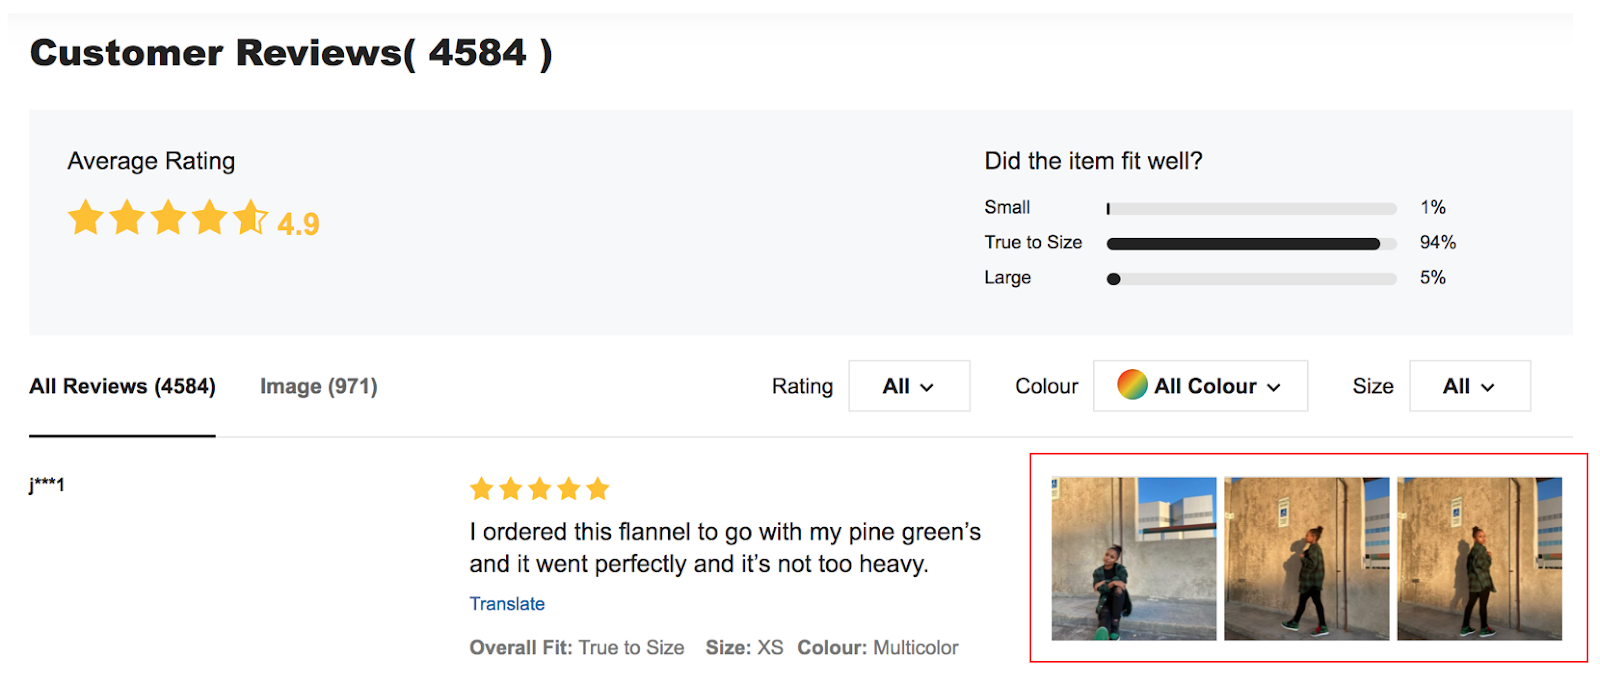 Customer Reviews( 4584 )
Average Rating
4.9
Did the item fit well?
Small 1%
True to Size 94%
Large 5%
All Reviews (4584) Image (971) Rating All Colour All Colour Size All
j***1
I ordered this flannel to go with my pine green’s
and it went perfectly and it’s not too heavy.
Translate
Overall Fit: True to Size Size: XS Colour: Multicolor